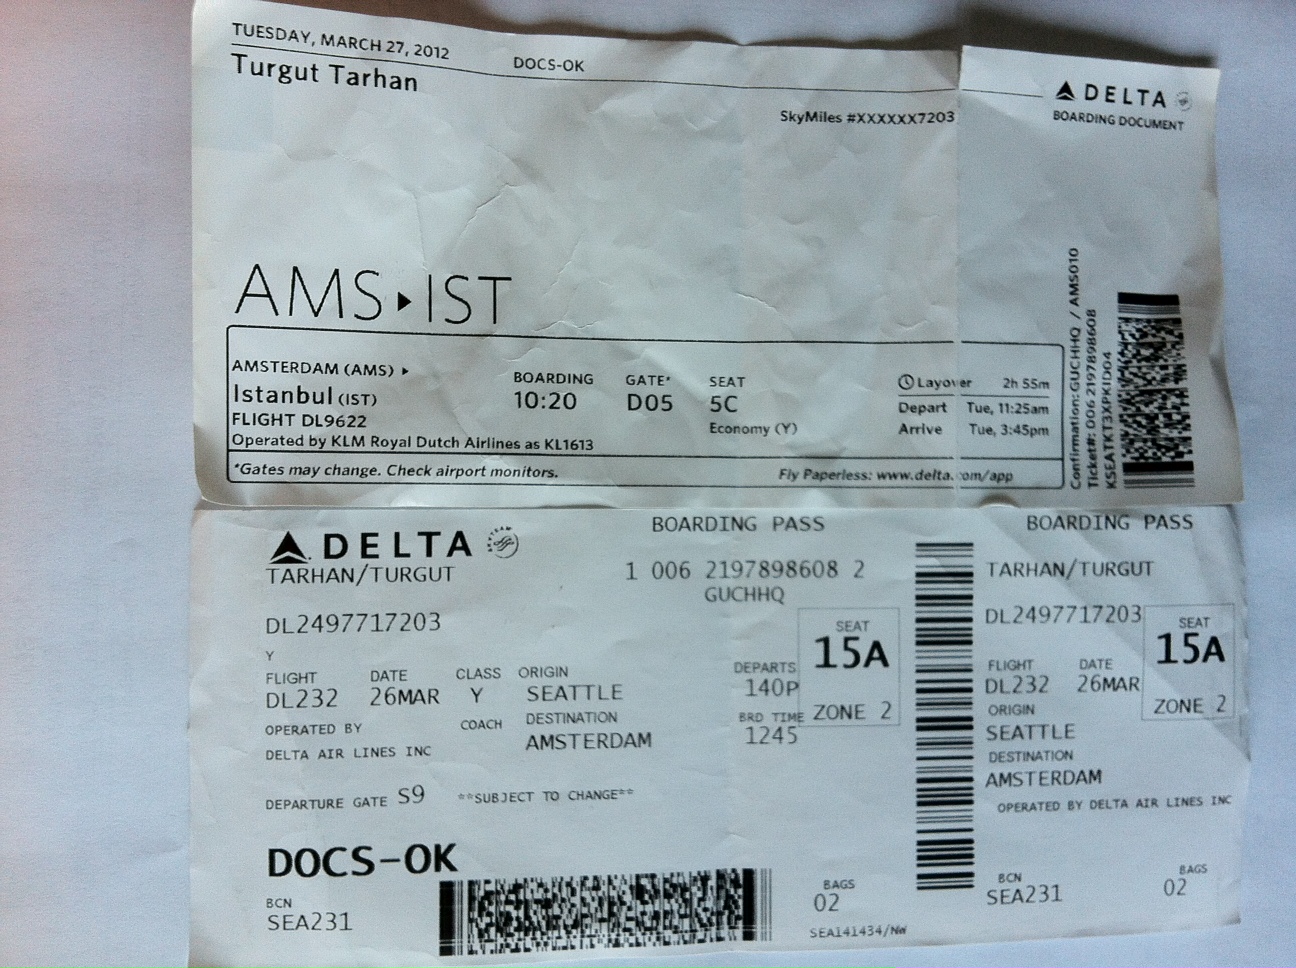 TUESDAY, MARCH 27, 2012 DOCS-OK
Turgut Tarhan
SkyMiles #XXXXXX7203
DELTA
BOARDING DOCUMENT
AMS ▸ IST
AMSTERDAM (AMS) ▸
Istanbul (IST)
FLIGHT DL9622
Operated by KLM Royal Dutch Airlines as KL1613
BOARDING GATE* SEAT
10:20 D05 5C
Economy (Y)
Layover 2h 55m
Depart Tue, 11:25am
Arrive Tue, 3:45pm
*Gates may change. Check airport monitors. Fly Paperless: www.delta.com/app
Confirmation: GUCHHQ / AMS010
Ticket#: 006 2197898608
KSEATKT3XPKID04
DELTA
BOARDING PASS
TARHAN/TURGUT 1 006 2197898608 2
GUCHHQ
DL2497717203
Y
SEAT
15A
ZONE 2
FLIGHT DATE CLASS ORIGIN DEPARTS
DL232 26MAR Y SEATTLE 140P
OPERATED BY COACH DESTINATION BRD TIME
DELTA AIR LINES INC AMSTERDAM 1245
DEPARTURE GATE S9 **SUBJECT TO CHANGE**
DOCS-OK
BCN
SEA231
BAGS
02
SEA141434/NW
BOARDING PASS
TARHAN/TURGUT
DL2497717203
SEAT
15A
ZONE 2
FLIGHT DATE
DL232 26MAR
ORIGIN
SEATTLE
DESTINATION
AMSTERDAM
OPERATED BY DELTA AIR LINES INC
BCN BAGS
SEA231 02